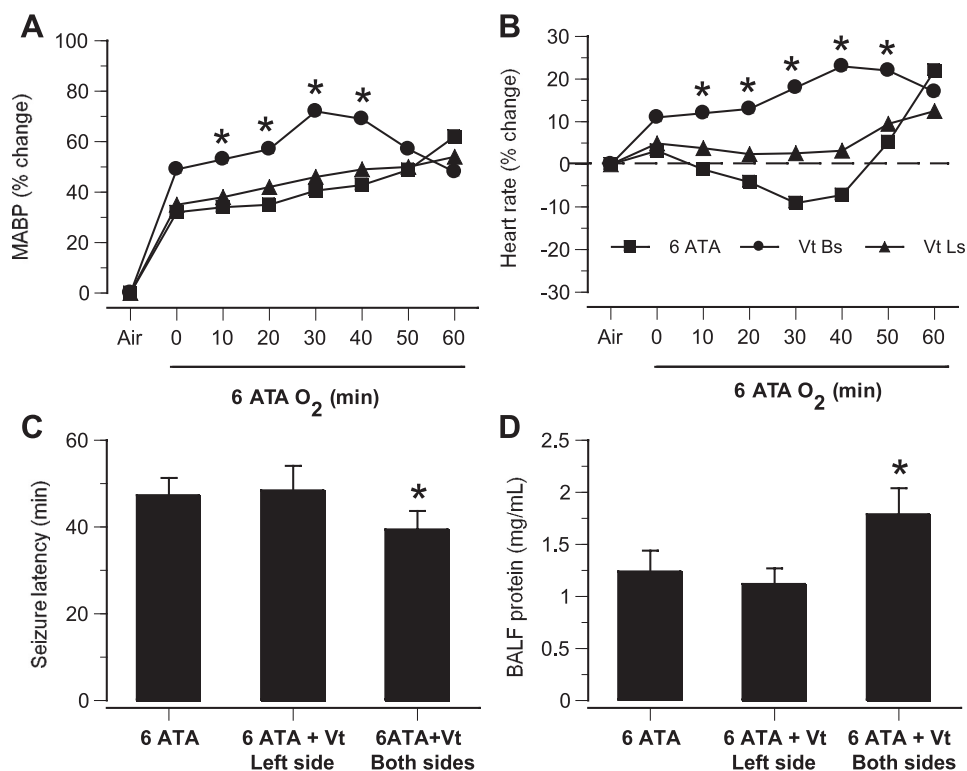 A
MABP (% change)
100
80
60
40
20
0
* * * *
Air 0 10 20 30 40 50 60
6 ATA O2 (min)
B
Heart rate (% change)
30
20
10
0
-10
-20
-30
* * * * *
6 ATA Vt Bs Vt Ls
Air 0 10 20 30 40 50 60
6 ATA O2 (min)
C
Seizure latency (min)
60
40
20
0
*
6 ATA 6 ATA + Vt 6ATA+Vt
Left side Both sides
D
BALF protein (mg/mL)
2.5
2
1.5
1
0.5
0
*
6 ATA 6 ATA + Vt 6 ATA + Vt
Left side Both sides